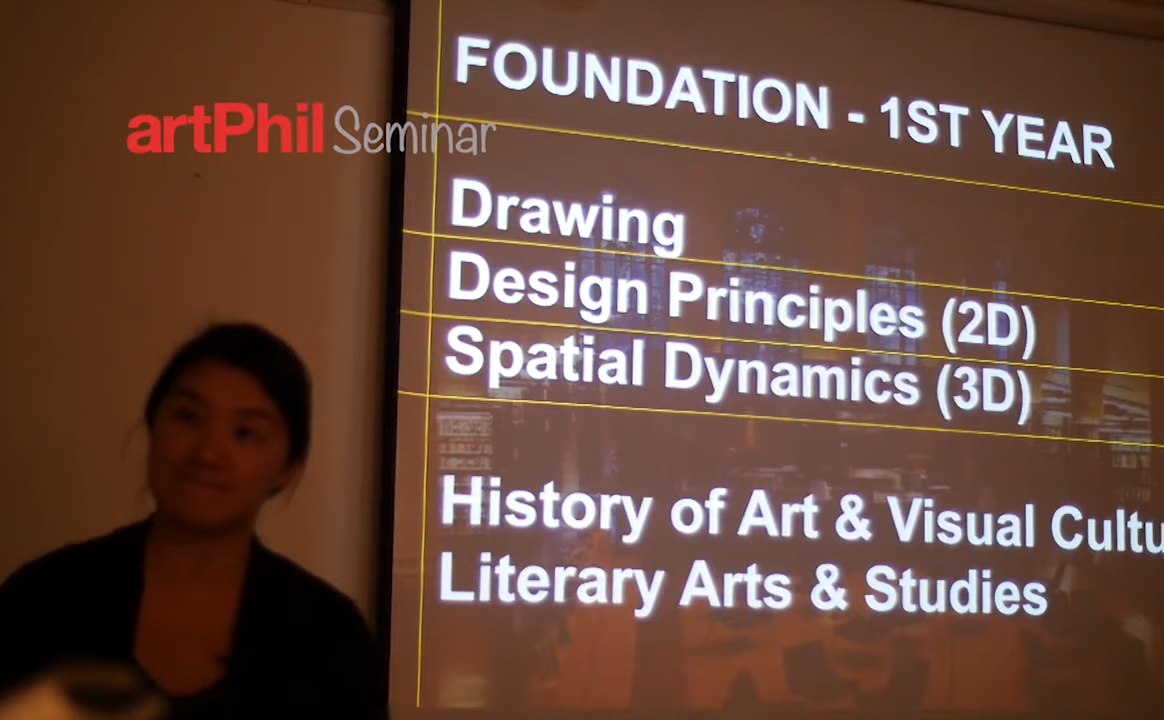 FOUNDATION - 1ST YEAR
artPhil Seminar
Drawing
Design Principles (2D)
Spatial Dynamics (3D)
History of Art & Visual Cultu
Literary Arts & Studies